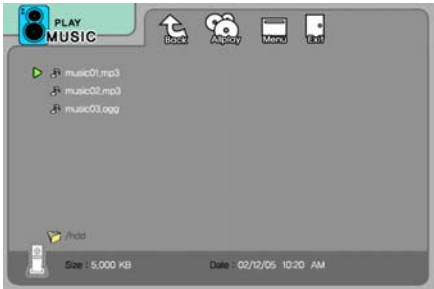 PLAY
MUSIC
Back
Allplay
Menu
Exit
music01.mp3
music02.mp3
music03.ogg
/hdd
Size : 5,000 KB
Date : 02/12/05 10:20 AM